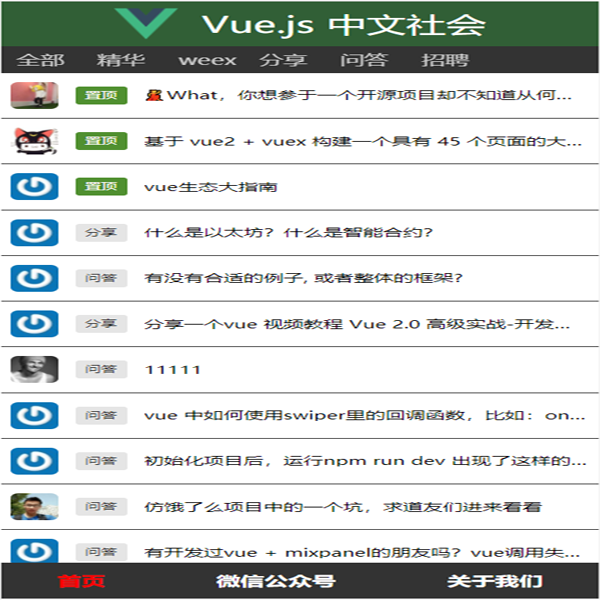 Vue.js 中文社会
全部 精华 weex 分享 问答 招聘
置顶 What，你想参于一个开源项目却不知道从何...
置顶 基于 vue2 + vuex 构建一个具有 45 个页面的大...
置顶 vue生态大指南
分享 什么是以太坊？什么是智能合约？
问答 有没有合适的例子, 或者整体的框架?
分享 分享一个vue 视频教程 Vue 2.0 高级实战-开发...
问答 11111
问答 vue 中如何使用swiper里的回调函数，比如：on...
问答 初始化项目后，运行npm run dev 出现了这样的...
问答 仿饿了么项目中的一个坑，求道友们进来看看
问答 有开发过vue + mixpanel的朋友吗？vue调用失...
首页 微信公众号 关于我们